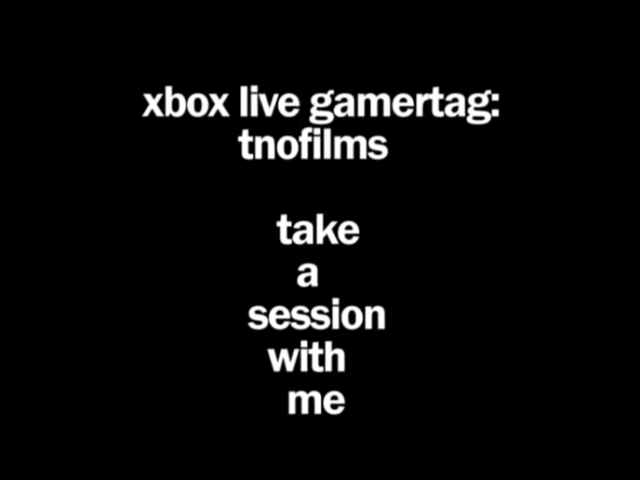 xbox live gamertag:
tnofilms
take
a
session
with
me